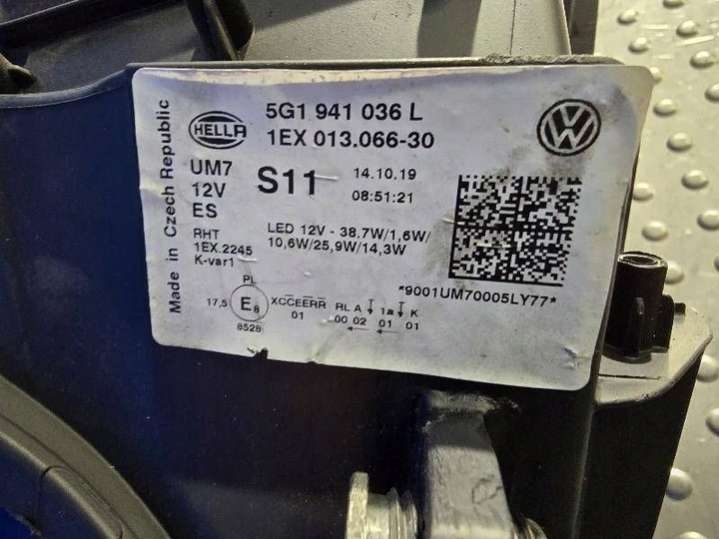 Made in Czech Republic
HELLA
5G1 941 036 L
1EX 013.066-30
UM7
12V
ES
S11
14.10.19
08:51:21
RHT
1EX.2245
K-var1
LED 12V - 38.7W/1,6W/
10,6W/25,9W/14,3W
*9001UM70005LY77*
PL
17,5 E8
8528
XCCEERR RL A 1a K
01 00 02 01 01